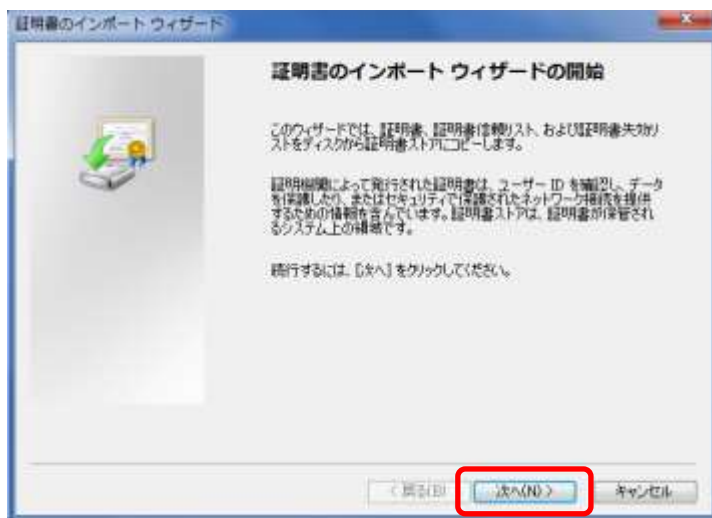 証明書のインポート ウィザード
証明書のインポート ウィザードの開始
このウィザードでは、証明書、証明書信頼リスト、および証明書失効リ
ストをディスクから証明書ストアにコピーします。
証明機関によって発行された証明書は、ユーザー ID を確認し、データ
を保護したり、またはセキュリティで保護されたネットワーク接続を提供
するための情報を含んでいます。証明書ストアは、証明書が保管され
るシステム上の領域です。
続行するには、[次へ] をクリックしてください。
< 戻る(B)
次へ(N) >
キャンセル